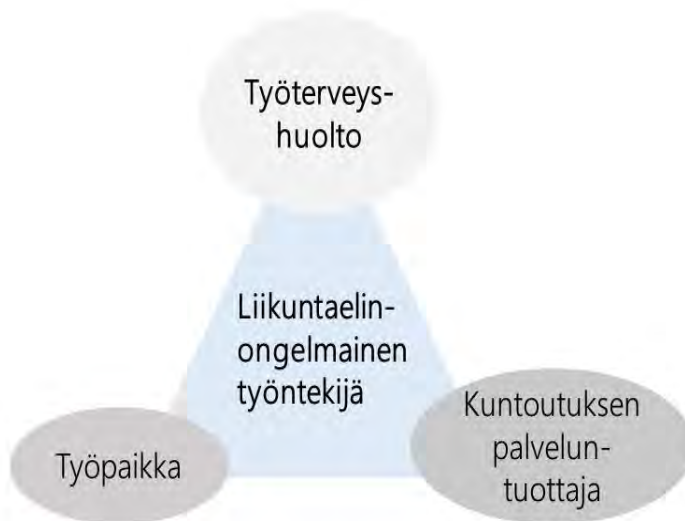 Työterveys-
huolto
Liikuntaelin-
ongelmainen
työntekijä
Työpaikka
Kuntoutuksen
palvelun-
tuottaja